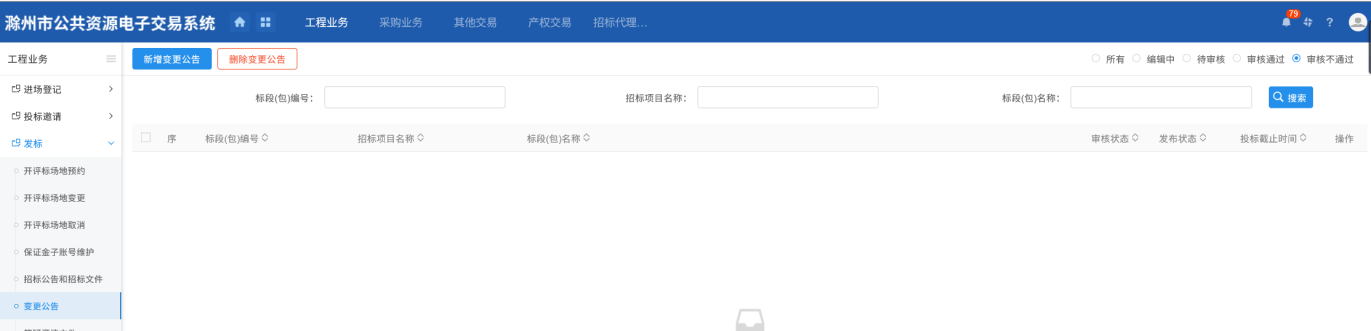 滁州市公共资源电子交易系统 工程业务 采购业务 其他交易 产权交易 招标代理... 79 ?
工程业务 新增变更公告 删除变更公告 所有 编辑中 待审核 审核通过 审核不通过
进场登记
标段(包)编号: 招标项目名称: 标段(包)名称: 搜索
投标邀请
发标 序 标段(包)编号 招标项目名称 标段(包)名称 审核状态 发布状态 投标截止时间 操作
开评标场地预约
开评标场地变更
开评标场地取消
保证金子账号维护
招标公告和招标文件
变更公告